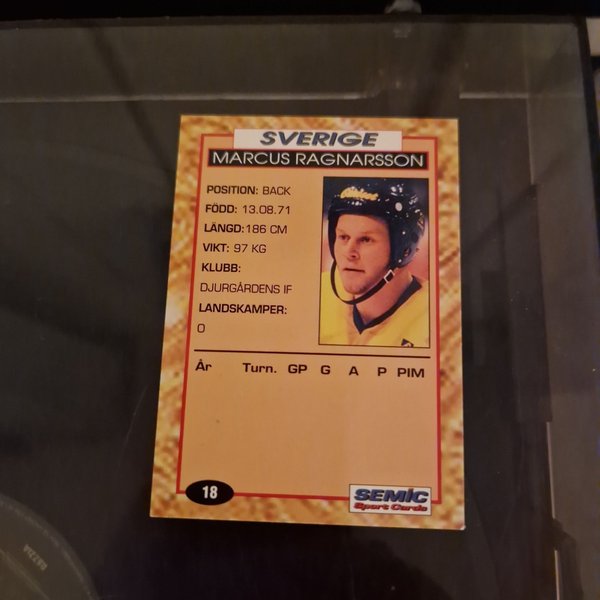 SVERIGE
MARCUS RAGNARSSON
POSITION: BACK
FÖDD: 13.08.71
LÄNGD:186 CM
VIKT: 97 KG
KLUBB:
DJURGÅRDENS IF
LANDSKAMPER:
0
År Turn. GP G A P PIM
18
SEMIC
Sport Cards